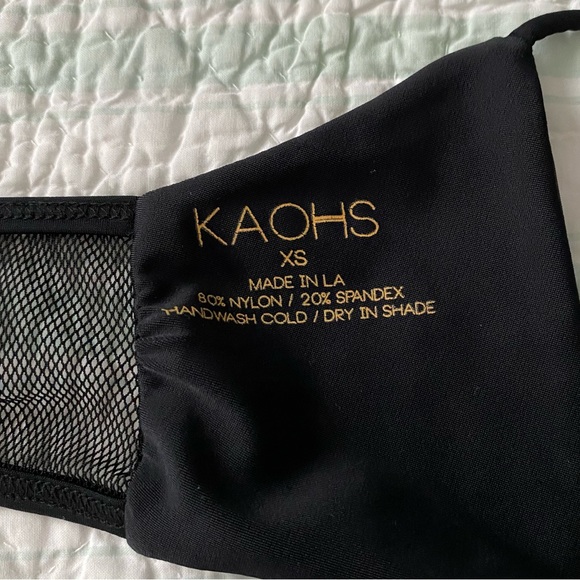 KAOHS
XS
MADE IN LA
80% NYLON / 20% SPANDEX
HANDWASH COLD / DRY IN SHADE